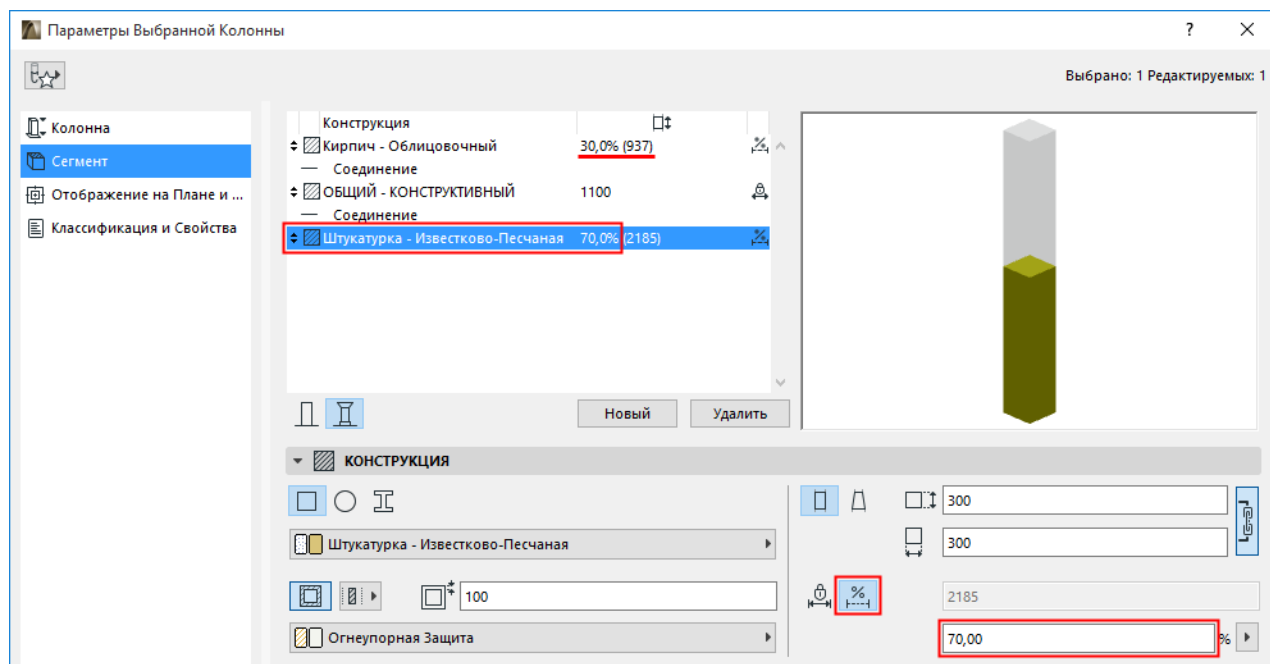 Параметры Выбранной Колонны ?
Выбрано: 1 Редактируемых: 1
Колонна
Сегмент
Отображение на Плане и ...
Классификация и Свойства
Конструкция
Кирпич - Облицовочный 30,0% (937)
Соединение
ОБЩИЙ - КОНСТРУКТИВНЫЙ 1100
Соединение
Штукатурка - Известково-Песчаная 70,0% (2185)
Новый Удалить
КОНСТРУКЦИЯ
300
Штукатурка - Известково-Песчаная
300
100
% 2185
Огнеупорная Защита
70,00 %